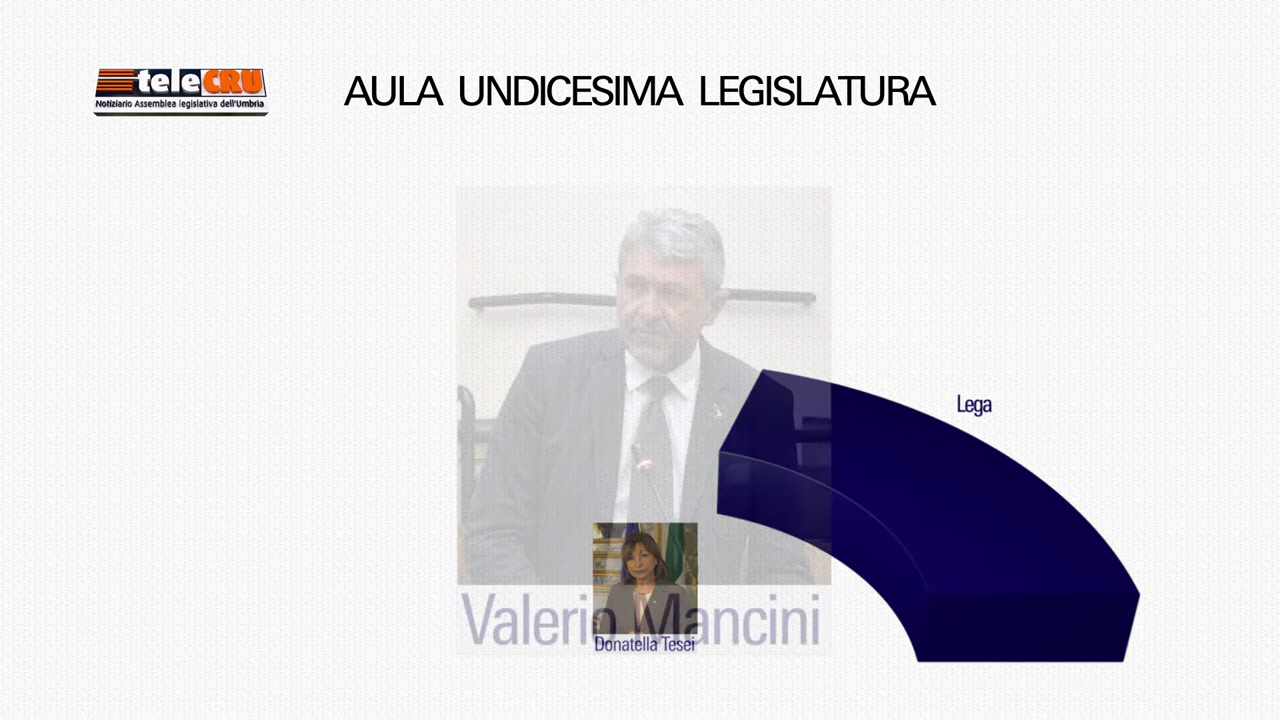 teleCRU
Notiziario Assemblea legislativa dell'Umbria
AULA UNDICESIMA LEGISLATURA
Lega
Valerio Mancini
Donatella Tesei